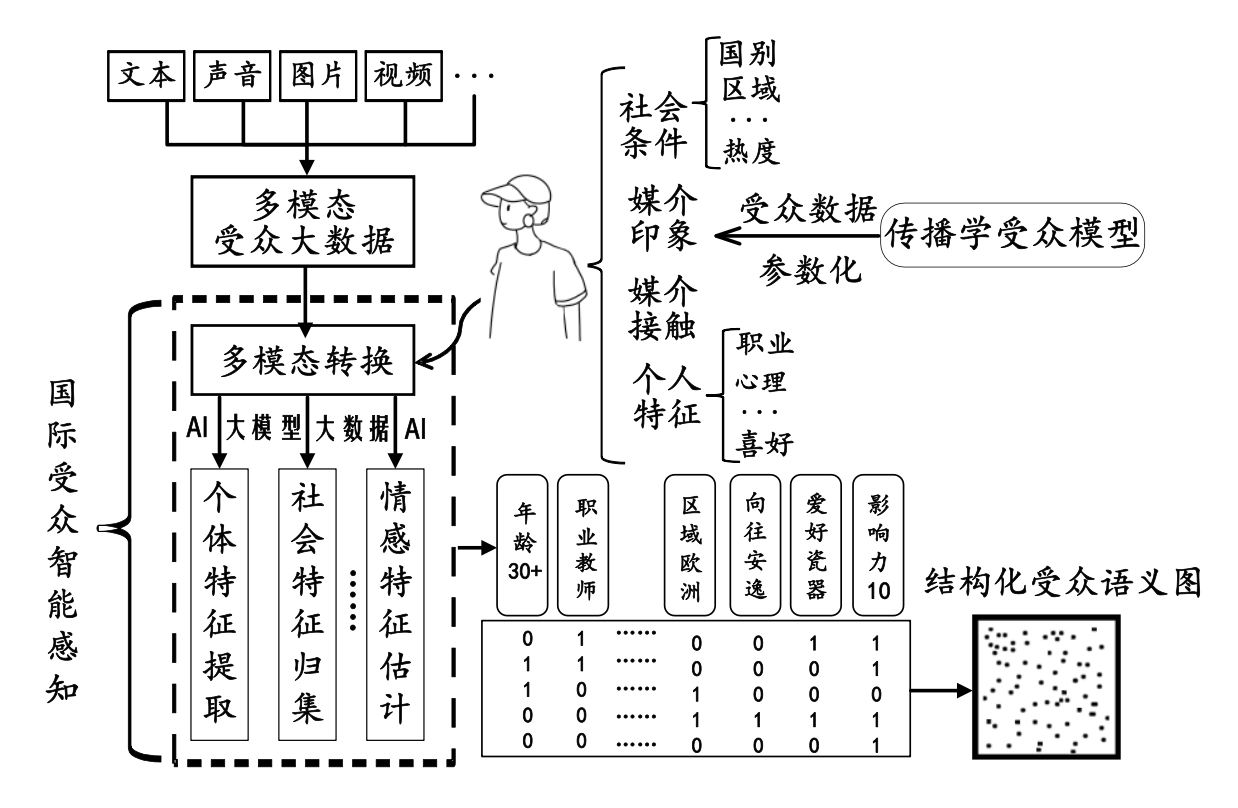 文本 声音 图片 视频 ···
多模态
受众大数据
多模态转换
AI 大模型 大数据 AI
个体特征提取
社会特征归集
······
情感特征估计
国际受众智能感知
社会
条件
国别
区域
···
热度
媒介
印象
媒介
接触
个人
特征
职业
心理
···
喜好
受众数据
参数化
传播学受众模型
年龄30+
职业教师
区域欧洲
向往安逸
爱好瓷器
影响力10
0 1 ······ 0 0 1 1
1 1 ······ 0 0 0 1
1 0 ······ 1 0 0 0
0 0 ······ 1 1 1 1
0 0 ······ 0 0 0 1
结构化受众语义图